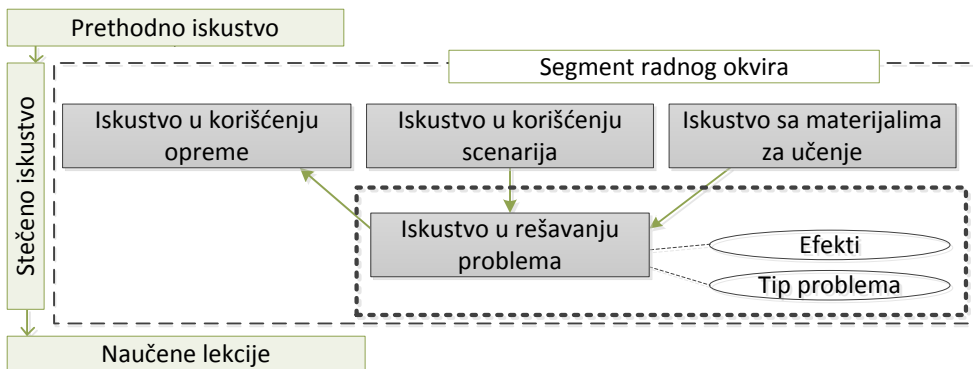 Prethodno iskustvo
Segment radnog okvira
Stečeno iskustvo
Iskustvo u korišćenju
opreme
Iskustvo u korišćenju
scenarija
Iskustvo sa materijalima
za učenje
Iskustvo u rešavanju
problema
Efekti
Tip problema
Naučene lekcije